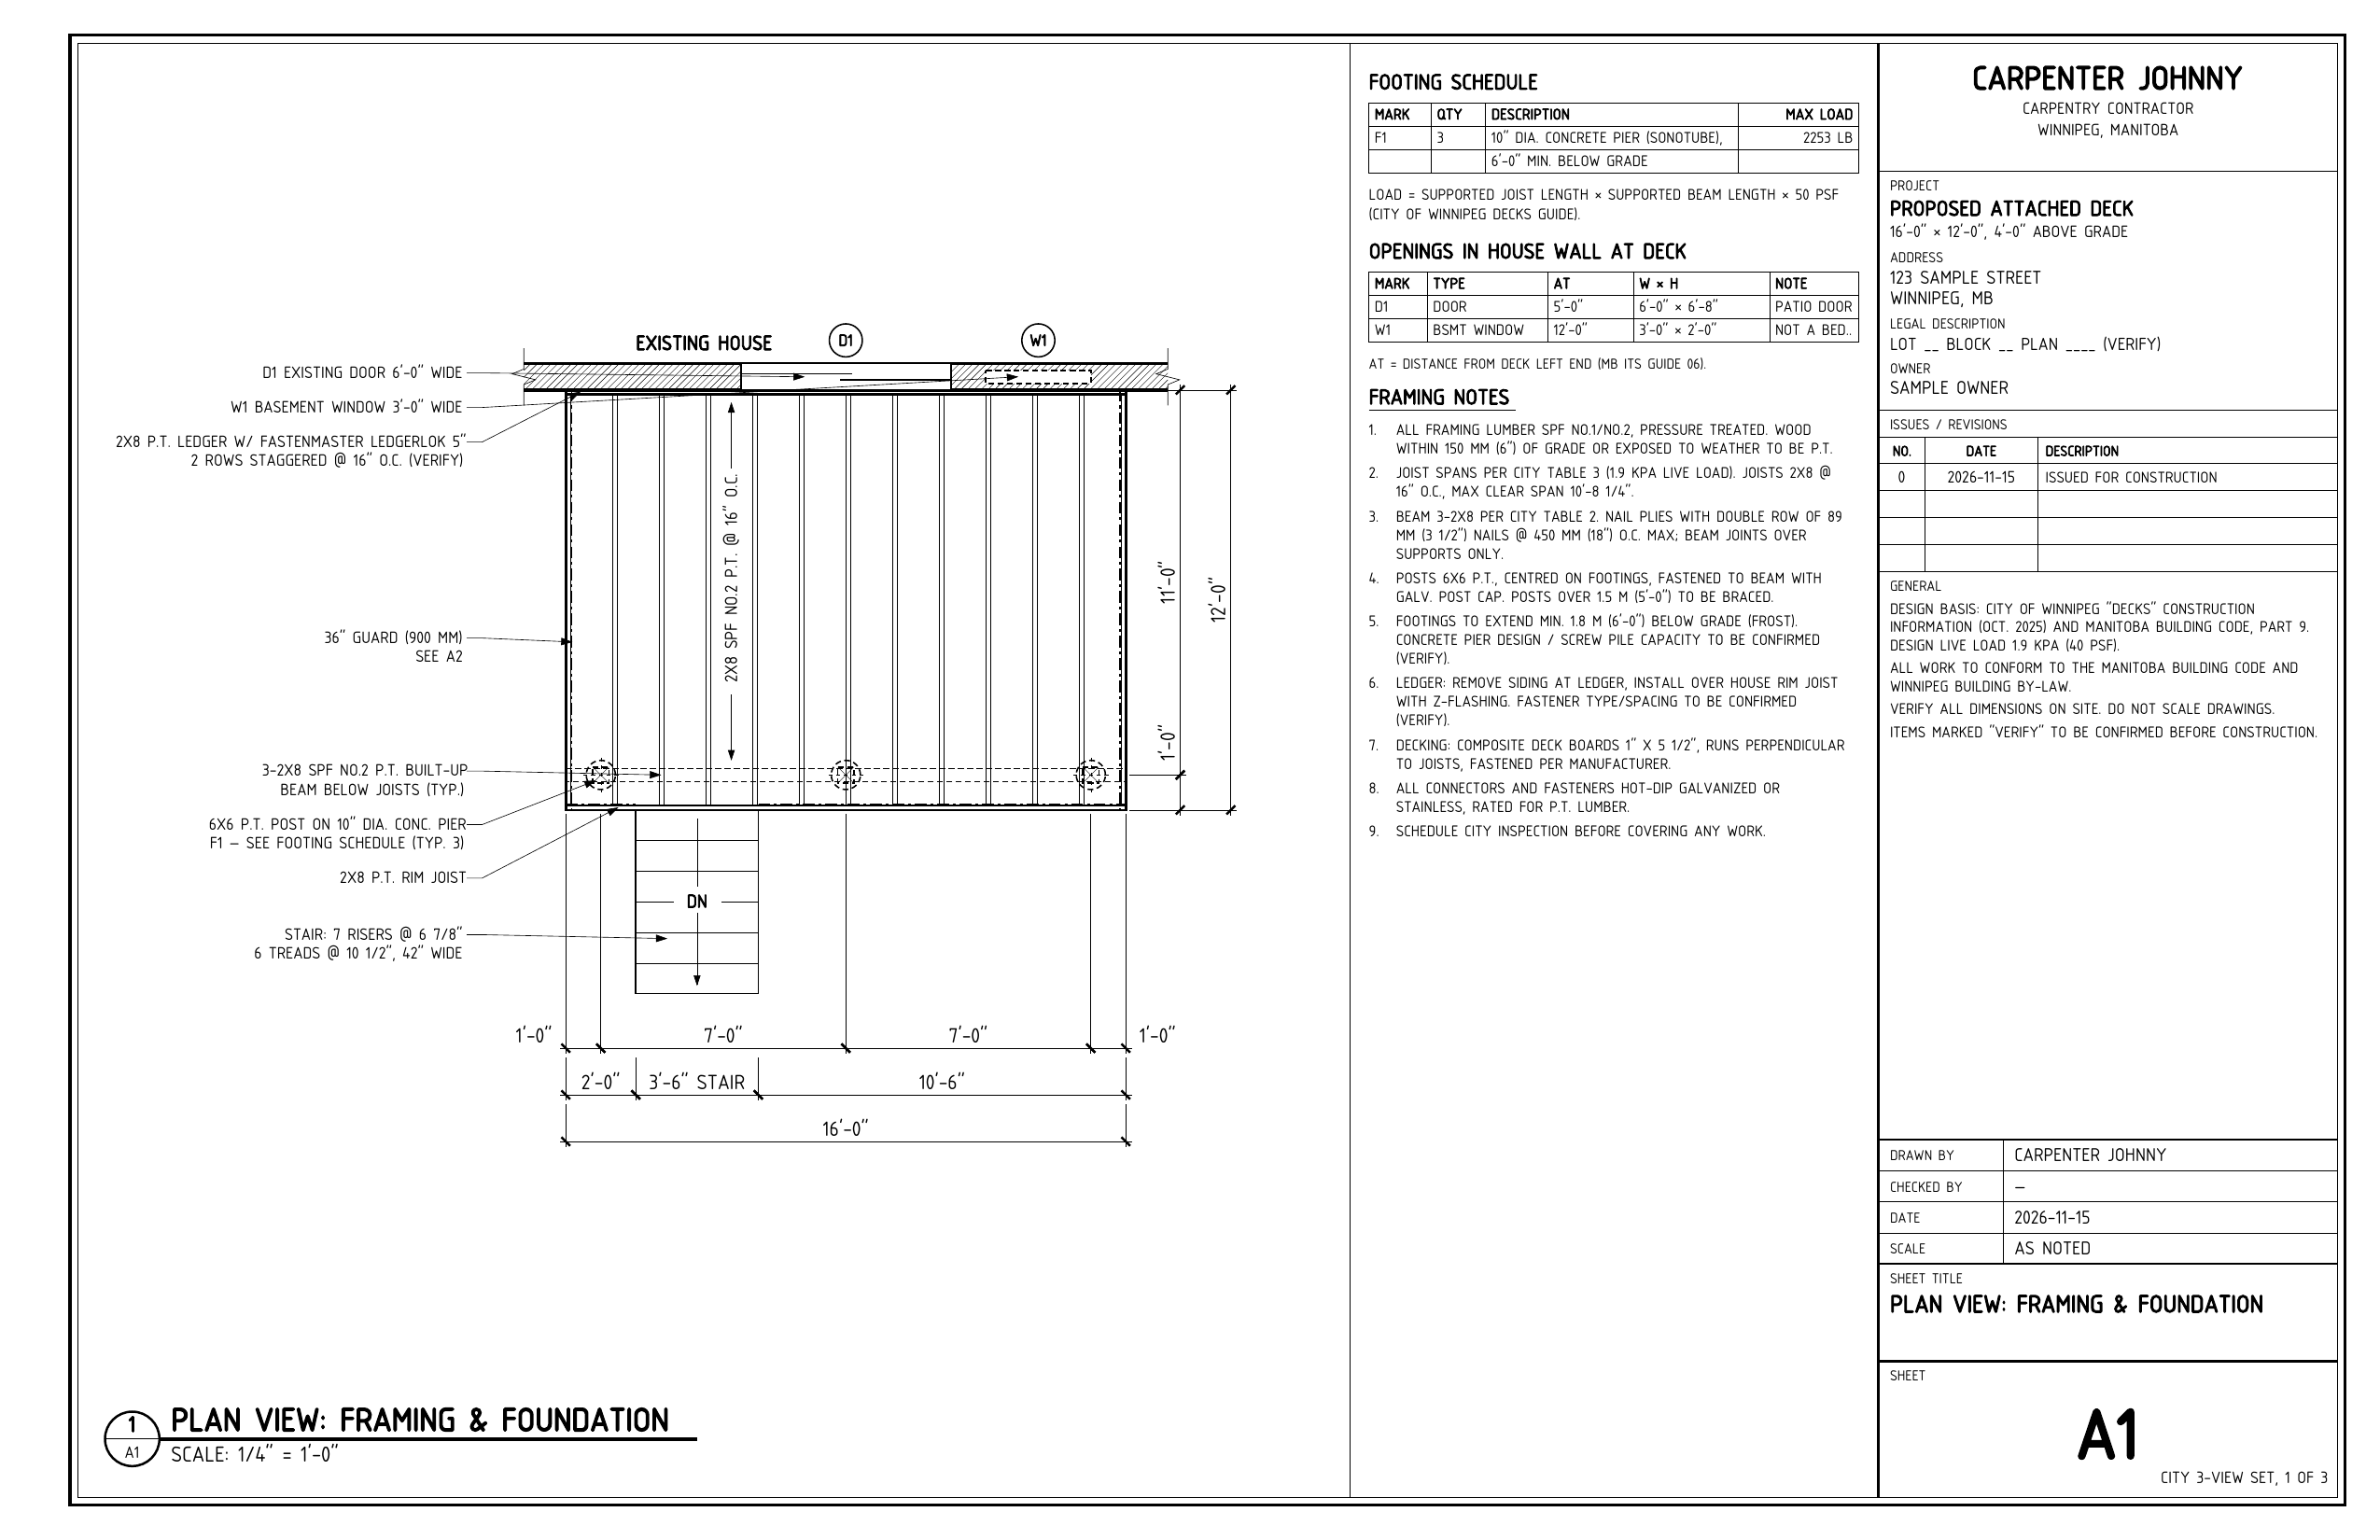 EXISTING HOUSE
D1
W1
D1 EXISTING DOOR 6'-0" WIDE
W1 BASEMENT WINDOW 3'-0" WIDE
2X8 P.T. LEDGER W/ FASTENMASTER LEDGERLOK 5"
2 ROWS STAGGERED @ 16" O.C. (VERIFY)
2X8 SPF NO.2 P.T. @ 16" O.C.
36" GUARD (900 MM)
SEE A2
3-2X8 SPF NO.2 P.T. BUILT-UP
BEAM BELOW JOISTS (TYP.)
6X6 P.T. POST ON 10" DIA. CONC. PIER
F1 – SEE FOOTING SCHEDULE (TYP. 3)
2X8 P.T. RIM JOIST
STAIR: 7 RISERS @ 6 7/8"
6 TREADS @ 10 1/2", 42" WIDE
DN
11'-0"
12'-0"
1'-0"
1'-0" 7'-0" 7'-0" 1'-0"
2'-0" 3'-6" STAIR 10'-6"
16'-0"
1
A1
PLAN VIEW: FRAMING & FOUNDATION
SCALE: 1/4" = 1'-0"
FOOTING SCHEDULE
MARK QTY DESCRIPTION MAX LOAD
F1 3 10" DIA. CONCRETE PIER (SONOTUBE), 2253 LB
6'-0" MIN. BELOW GRADE
LOAD = SUPPORTED JOIST LENGTH × SUPPORTED BEAM LENGTH × 50 PSF
(CITY OF WINNIPEG DECKS GUIDE).
OPENINGS IN HOUSE WALL AT DECK
MARK TYPE AT W × H NOTE
D1 DOOR 5'-0" 6'-0" × 6'-8" PATIO DOOR
W1 BSMT WINDOW 12'-0" 3'-0" × 2'-0" NOT A BED..
AT = DISTANCE FROM DECK LEFT END (MB ITS GUIDE 06).
FRAMING NOTES
1. ALL FRAMING LUMBER SPF NO.1/NO.2, PRESSURE TREATED. WOOD
WITHIN 150 MM (6") OF GRADE OR EXPOSED TO WEATHER TO BE P.T.
2. JOIST SPANS PER CITY TABLE 3 (1.9 KPA LIVE LOAD). JOISTS 2X8 @
16" O.C., MAX CLEAR SPAN 10'-8 1/4".
3. BEAM 3-2X8 PER CITY TABLE 2. NAIL PLIES WITH DOUBLE ROW OF 89
MM (3 1/2") NAILS @ 450 MM (18") O.C. MAX; BEAM JOINTS OVER
SUPPORTS ONLY.
4. POSTS 6X6 P.T., CENTRED ON FOOTINGS, FASTENED TO BEAM WITH
GALV. POST CAP. POSTS OVER 1.5 M (5'-0") TO BE BRACED.
5. FOOTINGS TO EXTEND MIN. 1.8 M (6'-0") BELOW GRADE (FROST).
CONCRETE PIER DESIGN / SCREW PILE CAPACITY TO BE CONFIRMED
(VERIFY).
6. LEDGER: REMOVE SIDING AT LEDGER, INSTALL OVER HOUSE RIM JOIST
WITH Z-FLASHING. FASTENER TYPE/SPACING TO BE CONFIRMED
(VERIFY).
7. DECKING: COMPOSITE DECK BOARDS 1" X 5 1/2", RUNS PERPENDICULAR
TO JOISTS, FASTENED PER MANUFACTURER.
8. ALL CONNECTORS AND FASTENERS HOT-DIP GALVANIZED OR
STAINLESS, RATED FOR P.T. LUMBER.
9. SCHEDULE CITY INSPECTION BEFORE COVERING ANY WORK.
CARPENTER JOHNNY
CARPENTRY CONTRACTOR
WINNIPEG, MANITOBA
PROJECT
PROPOSED ATTACHED DECK
16'-0" × 12'-0", 4'-0" ABOVE GRADE
ADDRESS
123 SAMPLE STREET
WINNIPEG, MB
LEGAL DESCRIPTION
LOT __ BLOCK __ PLAN ____ (VERIFY)
OWNER
SAMPLE OWNER
ISSUES / REVISIONS
NO. DATE DESCRIPTION
0 2026-11-15 ISSUED FOR CONSTRUCTION
GENERAL
DESIGN BASIS: CITY OF WINNIPEG "DECKS" CONSTRUCTION
INFORMATION (OCT. 2025) AND MANITOBA BUILDING CODE, PART 9.
DESIGN LIVE LOAD 1.9 KPA (40 PSF).
ALL WORK TO CONFORM TO THE MANITOBA BUILDING CODE AND
WINNIPEG BUILDING BY-LAW.
VERIFY ALL DIMENSIONS ON SITE. DO NOT SCALE DRAWINGS.
ITEMS MARKED "VERIFY" TO BE CONFIRMED BEFORE CONSTRUCTION.
DRAWN BY CARPENTER JOHNNY
CHECKED BY –
DATE 2026-11-15
SCALE AS NOTED
SHEET TITLE
PLAN VIEW: FRAMING & FOUNDATION
SHEET
A1
CITY 3-VIEW SET, 1 OF 3